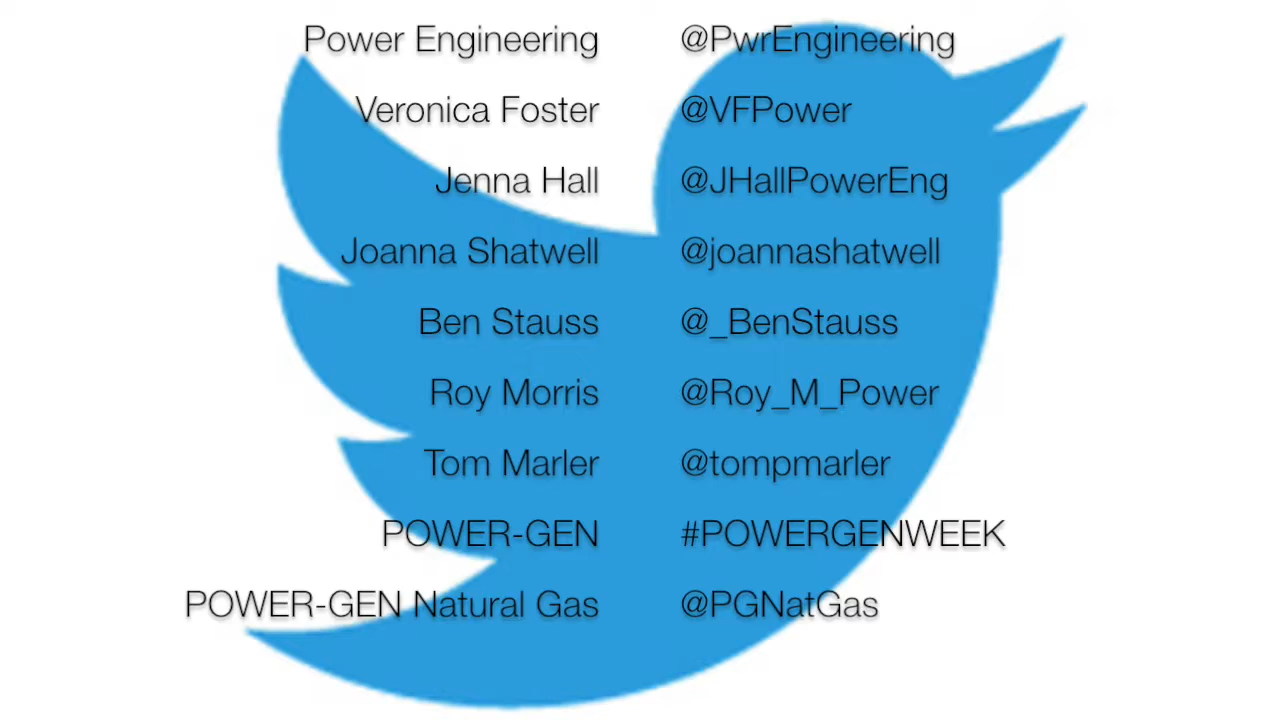 Power Engineering @PwrEngineering
Veronica Foster @VFPower
Jenna Hall @JHallPowerEng
Joanna Shatwell @joannashatwell
Ben Stauss @_BenStauss
Roy Morris @Roy_M_Power
Tom Marler @tompmarler
POWER-GEN #POWERGENWEEK
POWER-GEN Natural Gas @PGNatGas